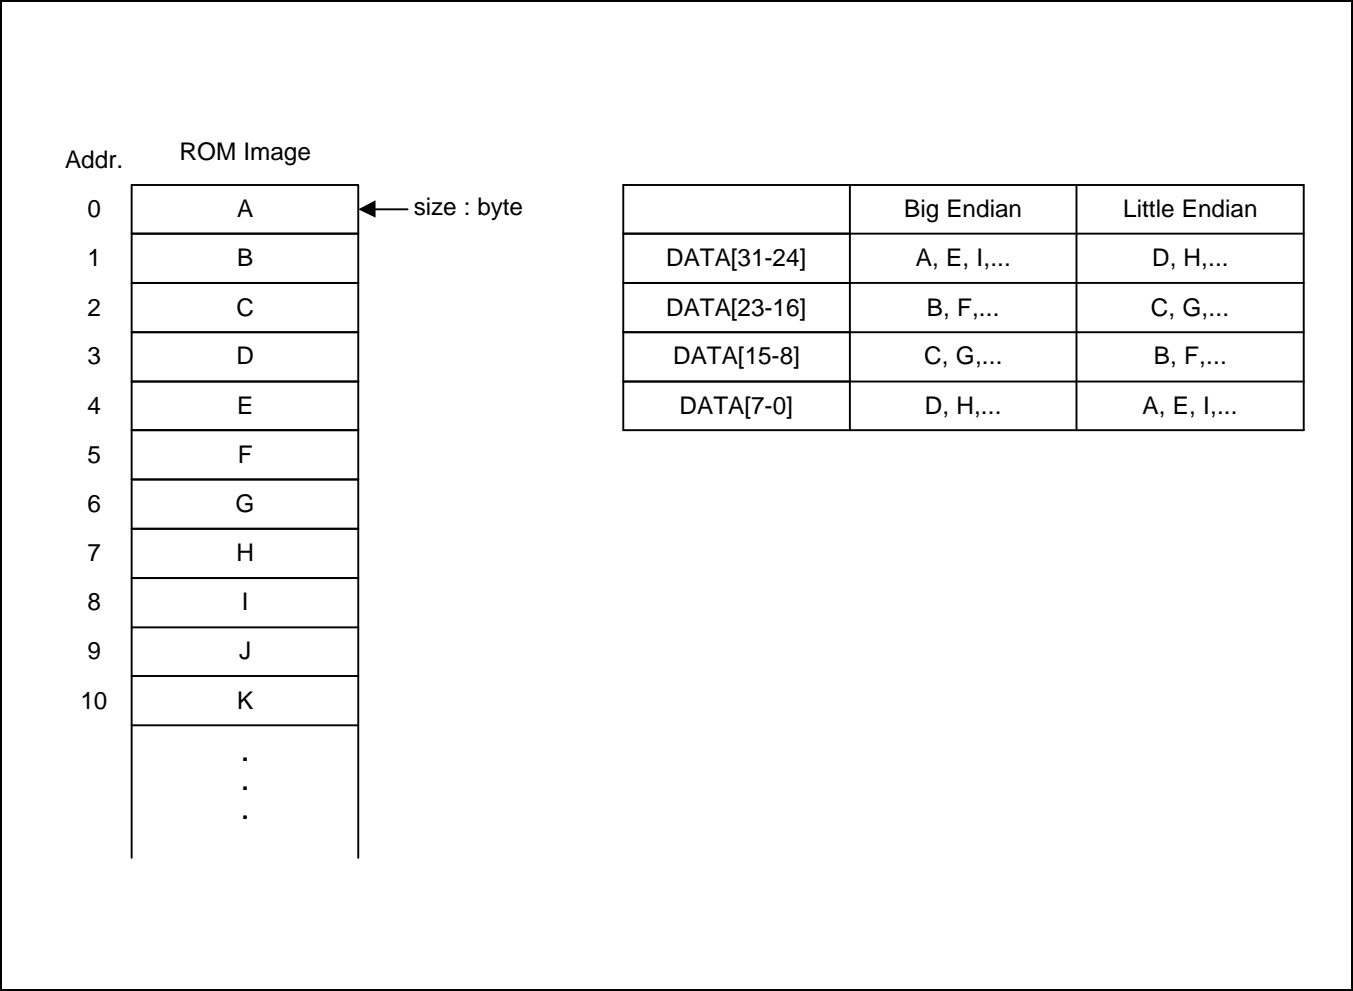 Addr. ROM Image
0 A size : byte
1 B
2 C
3 D
4 E
5 F
6 G
7 H
8 I
9 J
10 K
.
.
.
Big Endian Little Endian
DATA[31-24] A, E, I,... D, H,...
DATA[23-16] B, F,... C, G,...
DATA[15-8] C, G,... B, F,...
DATA[7-0] D, H,... A, E, I,...